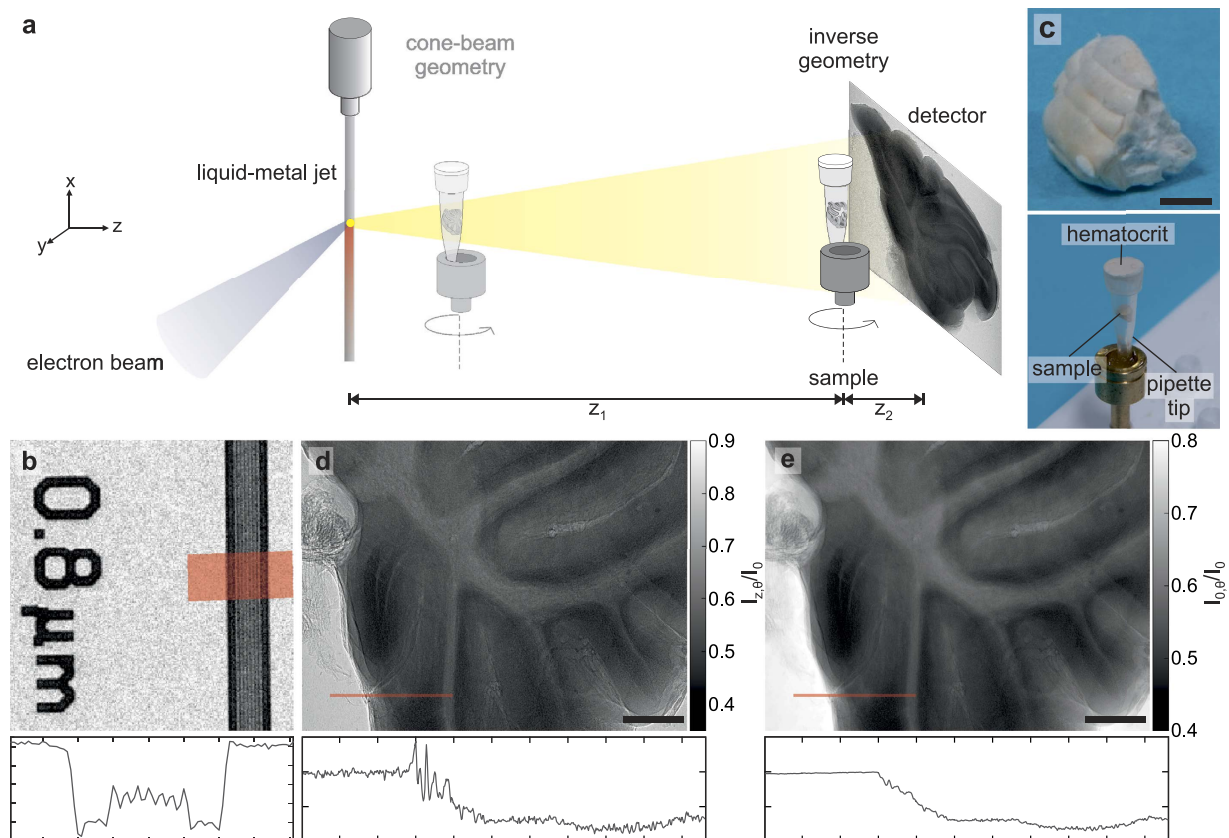 a
cone-beam
geometry
inverse
geometry
detector
liquid-metal jet
x
y
z
electron beam
sample
z1
z2
c
hematocrit
sample
pipette
tip
b
0.8 µm
d
0.9
0.8
0.7
0.6
0.5
0.4
Iz,θ/I0
e
0.8
0.7
0.6
0.5
0.4
I0,θ/I0